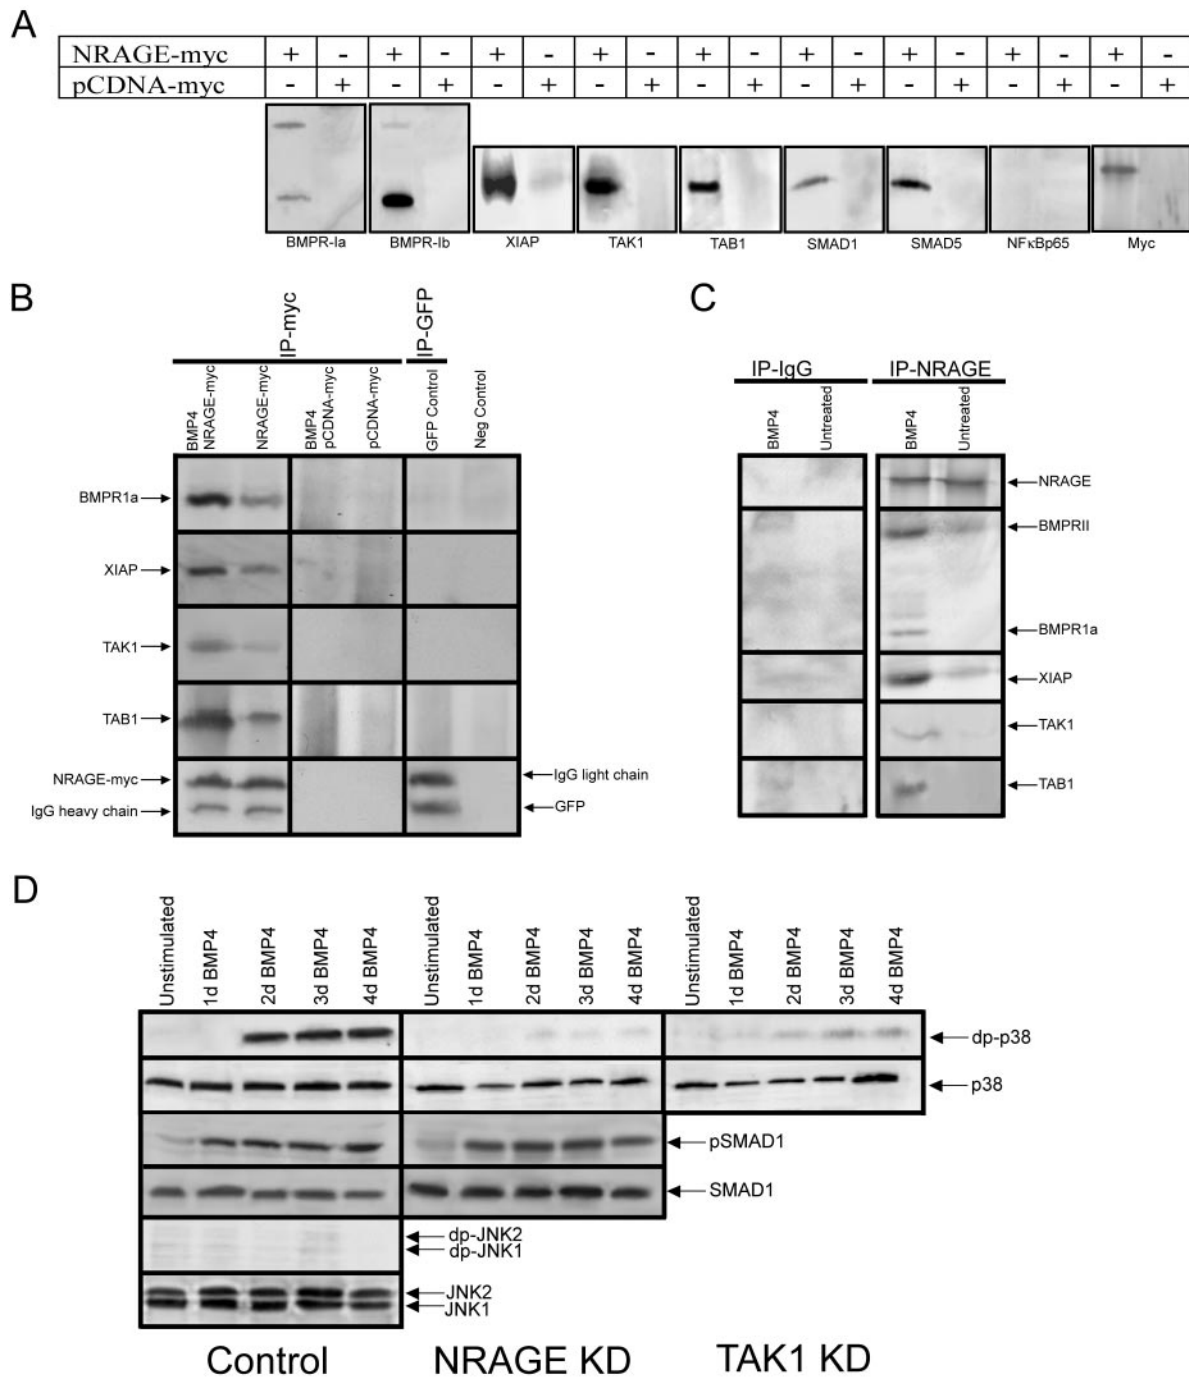 A
NRAGE-myc + - + - + - + - + - + - + - + - + -
pCDNA-myc - + - + - + - + - + - + - + - + - +
BMPR-Ia BMPR-Ib XIAP TAK1 TAB1 SMAD1 SMAD5 NFκBp65 Myc
B
IP-myc IP-GFP
BMP4 NRAGE-myc
NRAGE-myc
BMP4 pCDNA-myc
pCDNA-myc
GFP Control
Neg Control
BMPR1a
XIAP
TAK1
TAB1
NRAGE-myc IgG light chain
IgG heavy chain GFP
C
IP-IgG IP-NRAGE
BMP4 Untreated BMP4 Untreated
NRAGE
BMPRII
BMPR1a
XIAP
TAK1
TAB1
D
Unstimulated 1d BMP4 2d BMP4 3d BMP4 4d BMP4 Unstimulated 1d BMP4 2d BMP4 3d BMP4 4d BMP4 Unstimulated 1d BMP4 2d BMP4 3d BMP4 4d BMP4
dp-p38
p38
pSMAD1
SMAD1
dp-JNK2
dp-JNK1
JNK2
JNK1
Control NRAGE KD TAK1 KD